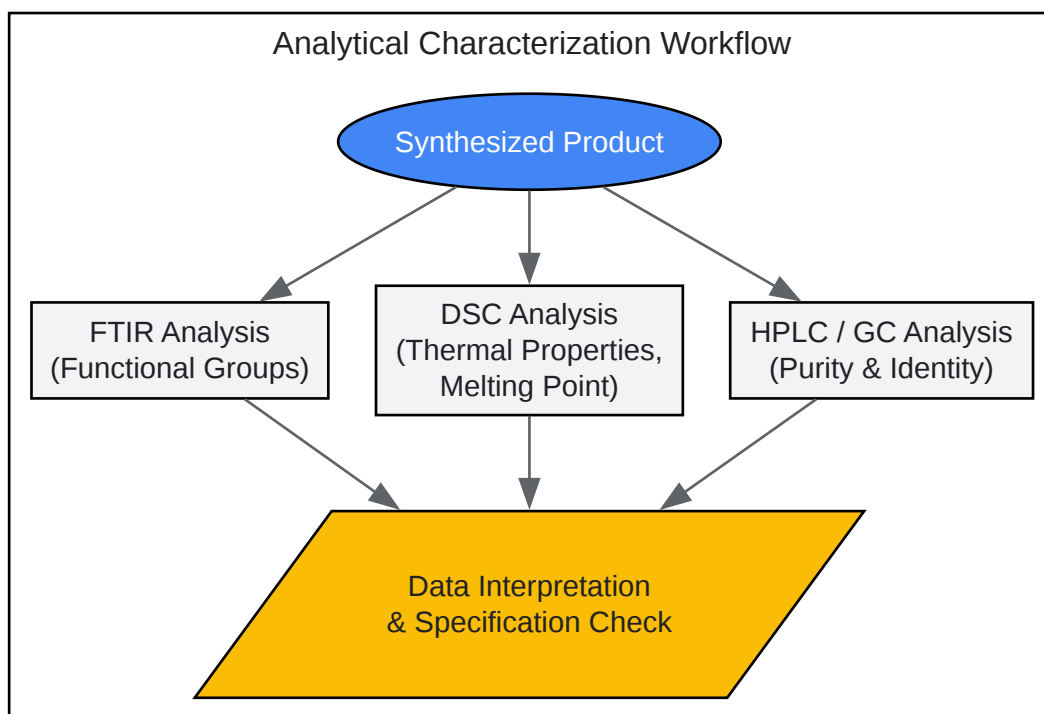 Analytical Characterization Workflow
Synthesized Product
FTIR Analysis
(Functional Groups)
DSC Analysis
(Thermal Properties,
Melting Point)
HPLC / GC Analysis
(Purity & Identity)
Data Interpretation
& Specification Check